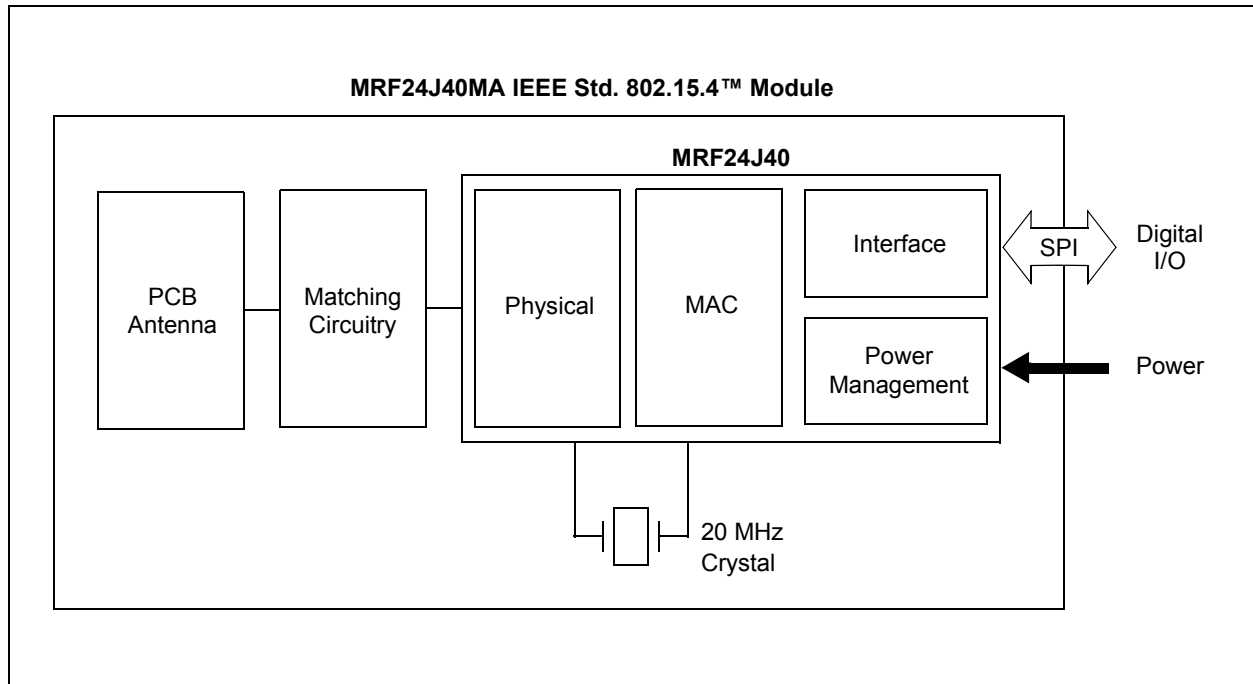 MRF24J40MA IEEE Std. 802.15.4™ Module
MRF24J40
PCB
Antenna
Matching
Circuitry
Physical
MAC
Interface
Power
Management
SPI
Digital
I/O
Power
20 MHz
Crystal